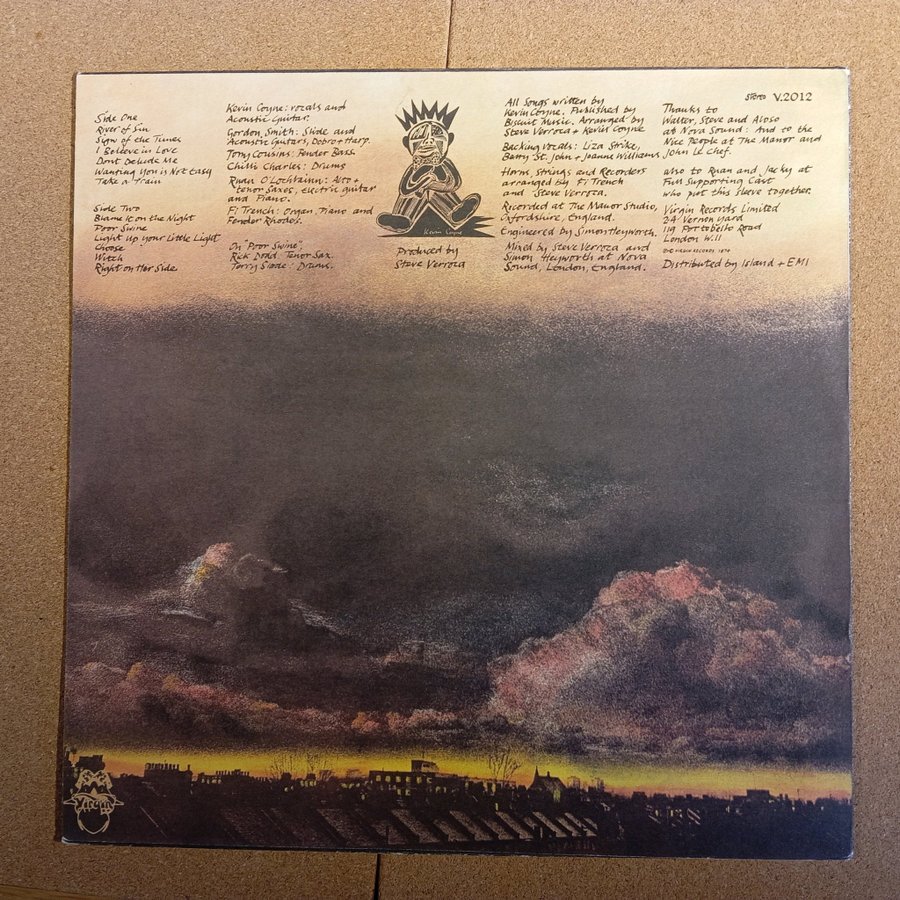 Side One
River of Sin
Sign of the Times
I Believe in Love
Dont Delude Me
Wanting You is Not Easy
Take a Train
Side Two
Blame It on the Night
Poor Swine
Light Up your Little Light
Choose
Witch
Right on Her Side
Kevin Coyne: vocals and
Acoustic Guitar.
Gordon Smith: Slide and
Acoustic Guitars, Dobro + Harp.
Tony Cousins: Fender Bass.
Chilli Charles: Drums
Ruan O'Lochlainn: Alto +
tenor saxes, electric guitar
and Piano.
Fi Trench: Organ, Piano and
Fender Rhodes.
On "Poor Swine",
Rick Dodd: Tenor Sax.
Terry Slade: Drums.
Kevin Coyne
Produced by
Steve Verroca
All Songs written by
Kevin Coyne. Published by
Biscuit Music. Arranged by
Steve Verroca + Kevin Coyne
Backing vocals: Liza Strike,
Barry St. John + Joanne Williams.
Horns, Strings and Recorders
arranged by Fi Trench
and Steve Verroca.
Recorded at The Manor Studio,
Oxfordshire, England.
Engineered by Simon Heyworth.
Mixed by Steve Verroca and
Simon Heyworth at Nova
Sound, London, England.
Stereo V.2012
Thanks to
Walter, Steve and Aloso
at Nova Sound: And to the
Nice People at The Manor and
John Le Chef.
also to Ruan and Jacky at
Full Supporting Cast
who put this sleeve together.
Virgin Records Limited
2-4 Vernon Yard
119 Portobello Road
London W.11
Distributed by Island + EMI
Virgin